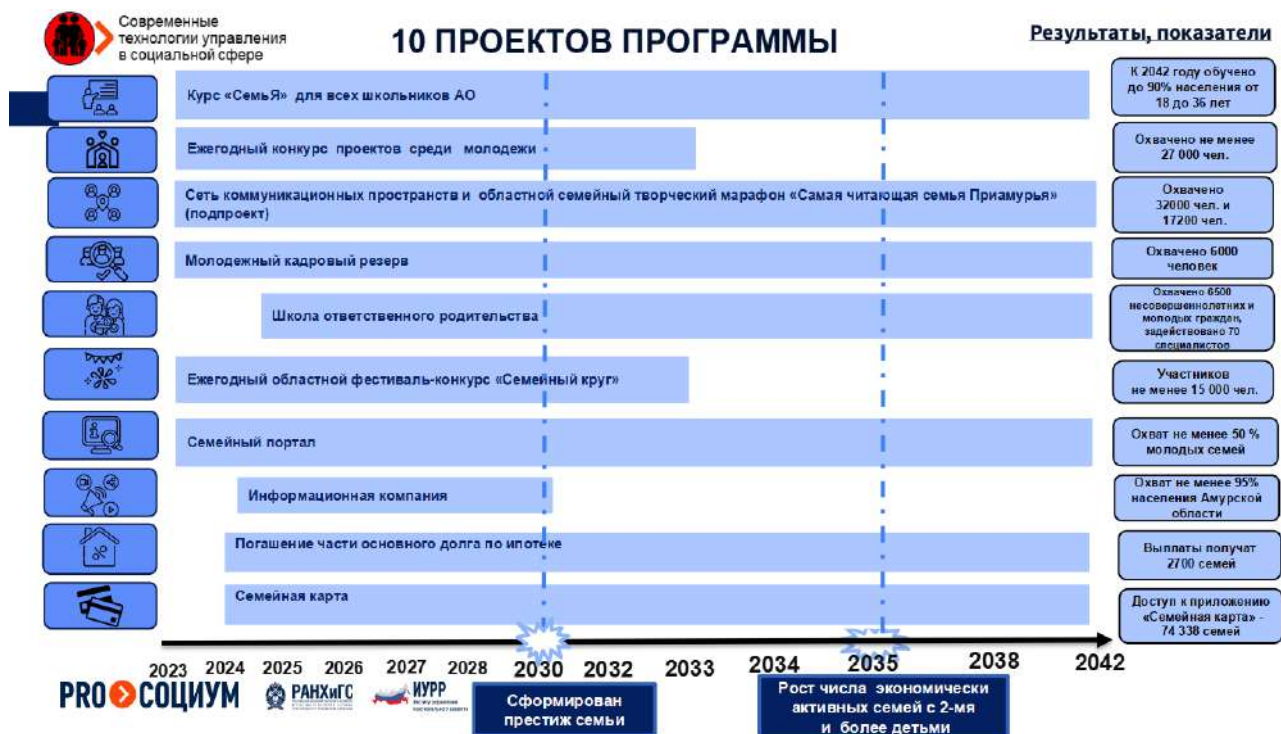 Современные
технологии управления
в социальной сфере
10 ПРОЕКТОВ ПРОГРАММЫ
Результаты, показатели
Курс «СемьЯ» для всех школьников АО
К 2042 году обучено
до 90% населения от
18 до 36 лет
Ежегодный конкурс проектов среди молодежи
Охвачено не менее
27 000 чел.
Сеть коммуникационных пространств и областной семейный творческий марафон «Самая читающая семья Приамурья»
(подпроект)
Охвачено
32000 чел. и
17200 чел.
Молодежный кадровый резерв
Охвачено 6000
человек
Школа ответственного родительства
Охвачено 6500
несовершеннолетних и
молодых граждан,
задействовано 70
специалистов
Ежегодный областной фестиваль-конкурс «Семейный круг»
Участников
не менее 15 000 чел.
Семейный портал
Охват не менее 50 %
молодых семей
Информационная компания
Охват не менее 95%
населения Амурской
области
Погашение части основного долга по ипотеке
Выплаты получат
2700 семей
Семейная карта
Доступ к приложению
«Семейная карта» -
74 338 семей
2023 2024 2025 2026 2027 2028 2030 2032 2033 2034 2035 2038 2042
PRO СОЦИУМ
РАНХиГС
ИУРР
Сформирован
престиж семьи
Рост числа экономически
активных семей с 2-мя
и более детьми